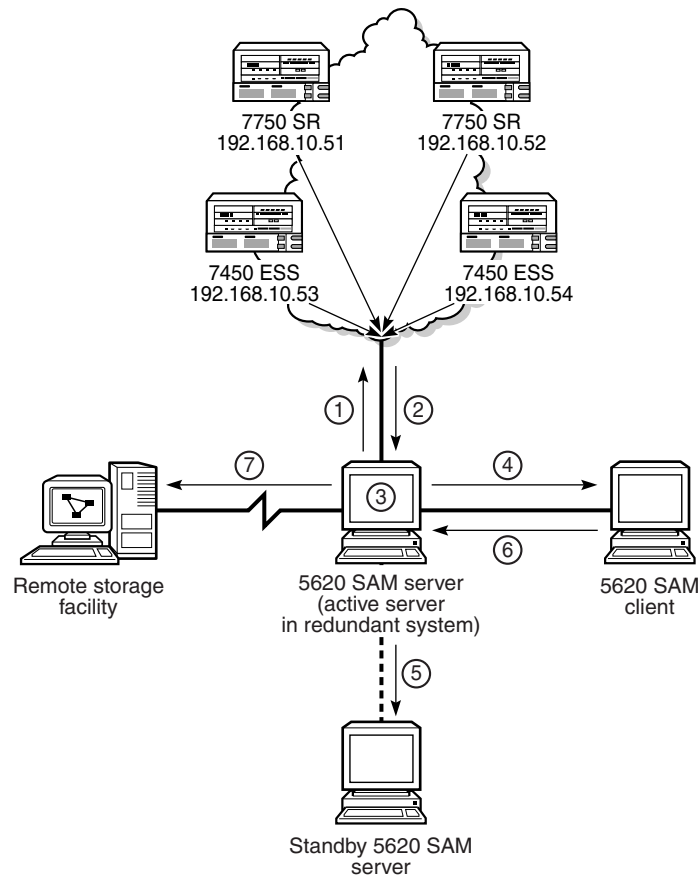 7750 SR
192.168.10.51
7750 SR
192.168.10.52
7450 ESS
192.168.10.53
7450 ESS
192.168.10.54
1
2
7
3
4
6
Remote storage
facility
5620 SAM server
(active server
in redundant system)
5620 SAM
client
5
Standby 5620 SAM
server